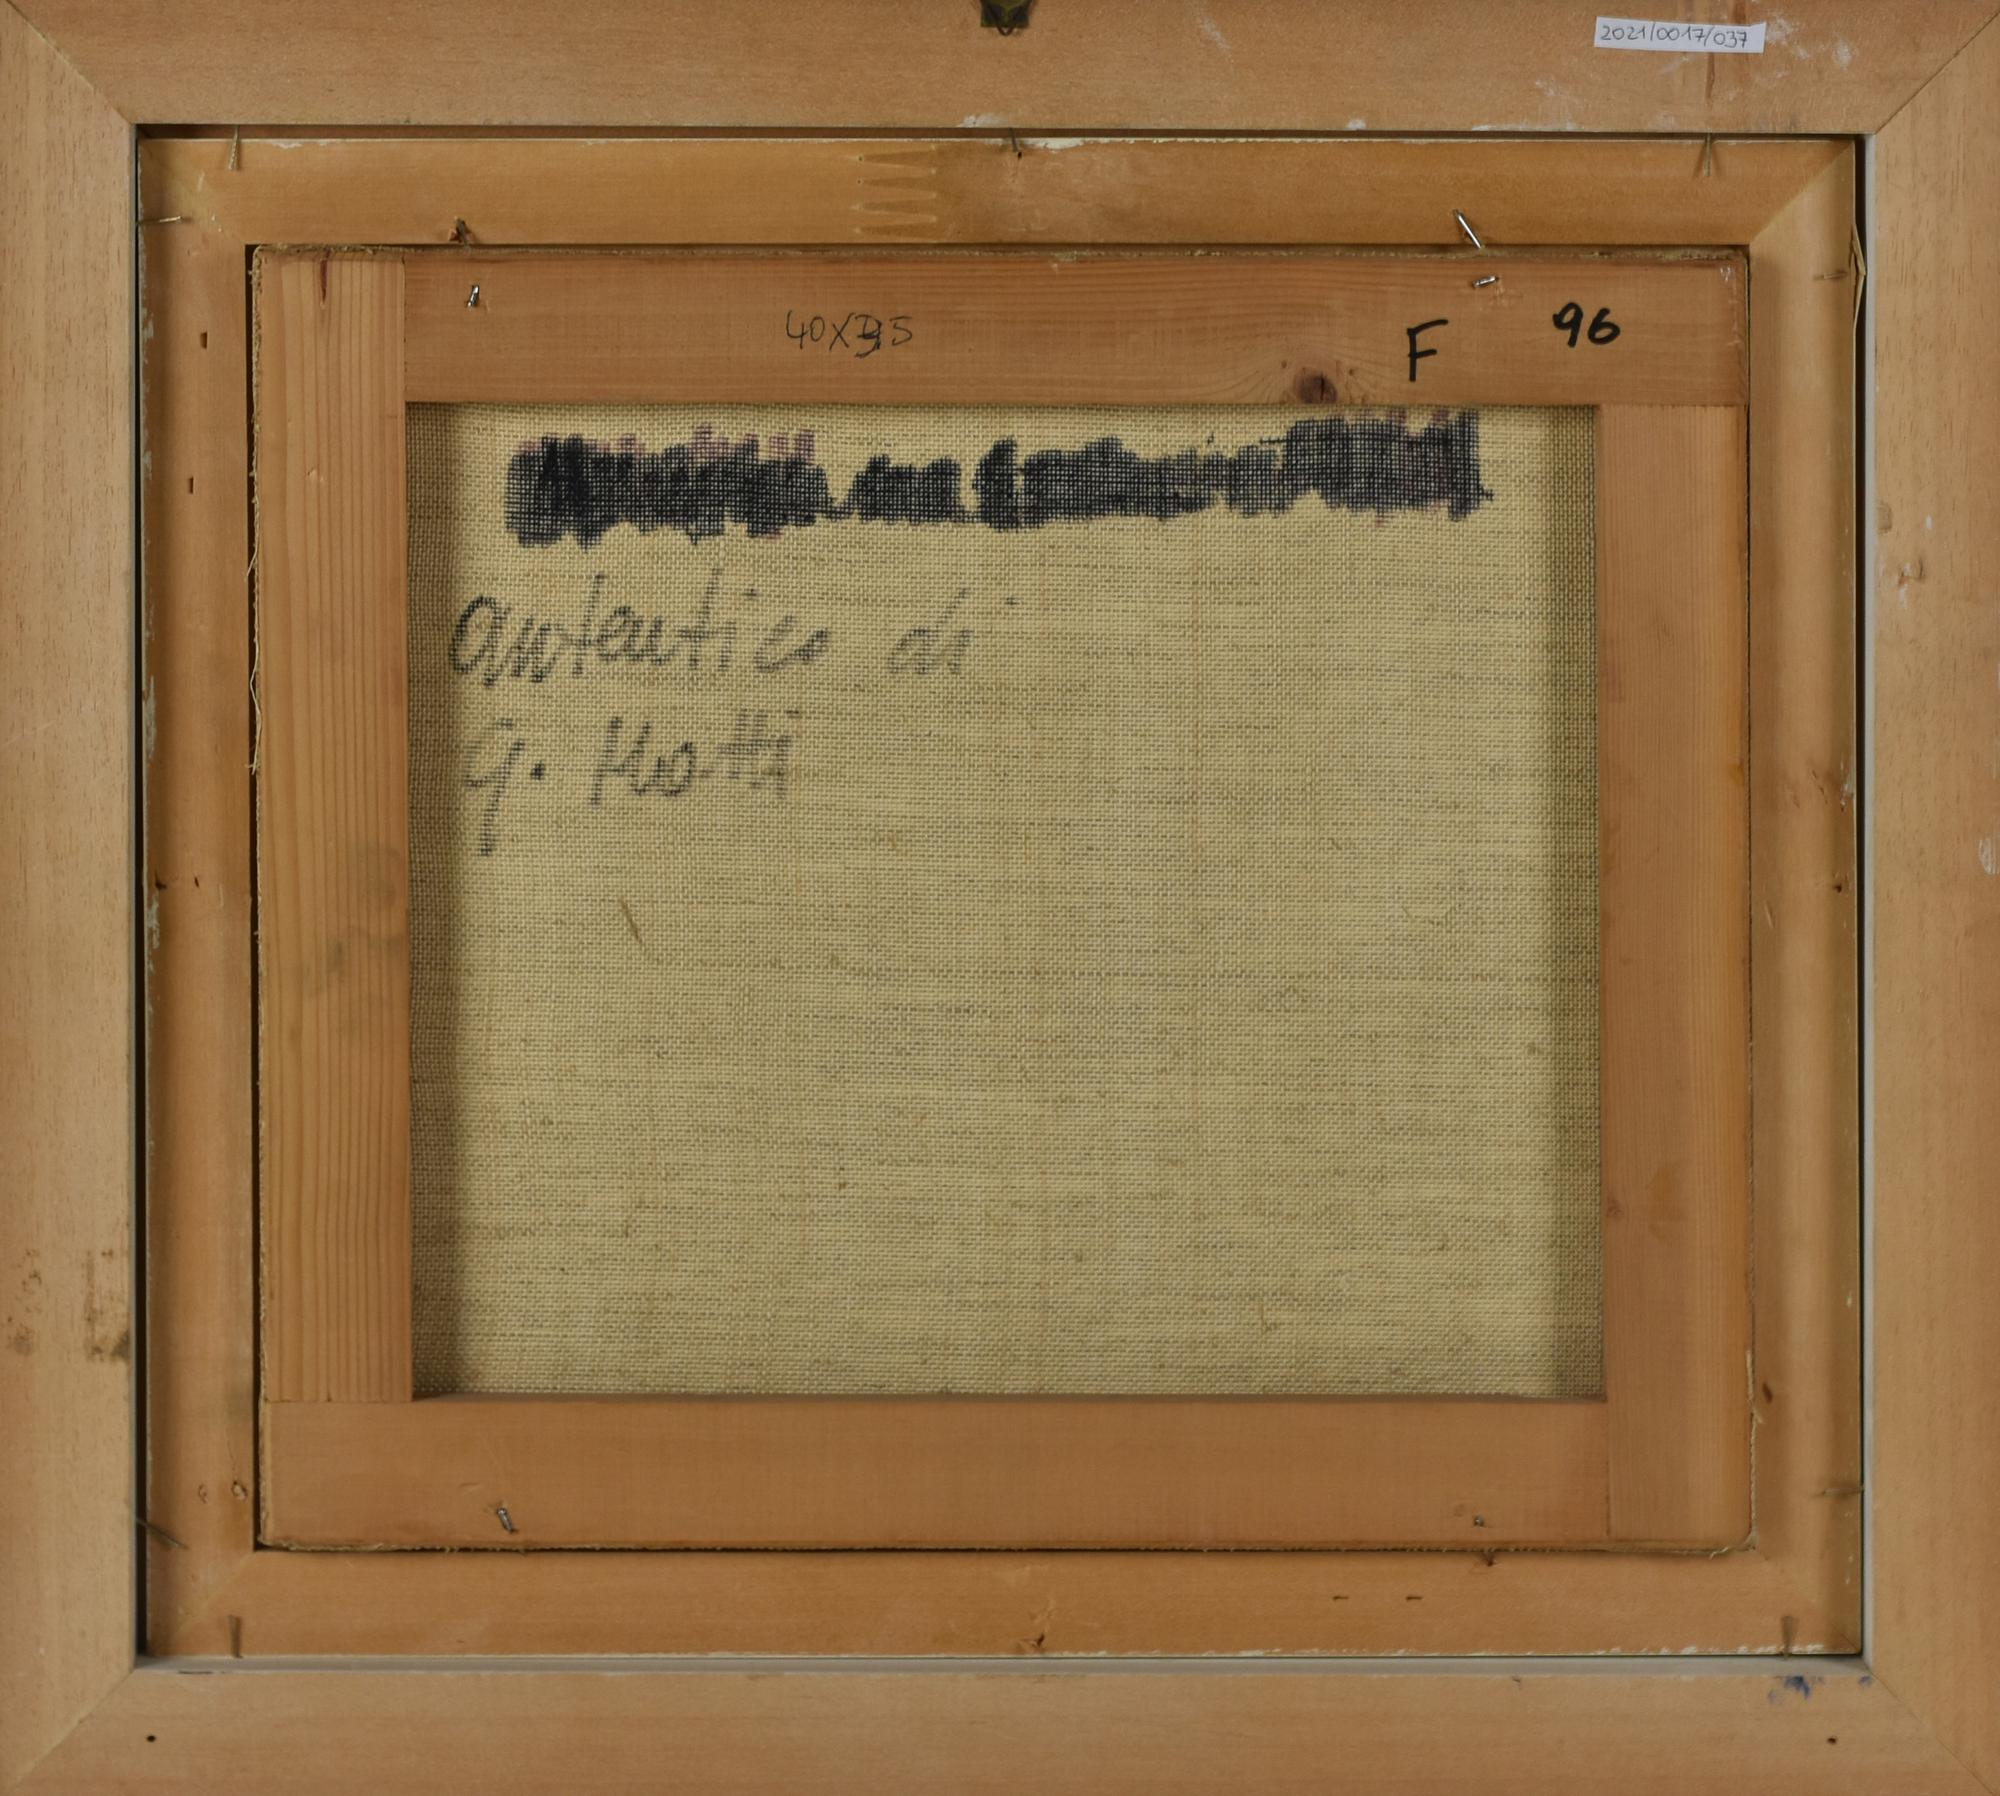 2021/0017/037
40X35
F 96
autentico di
g. Motti